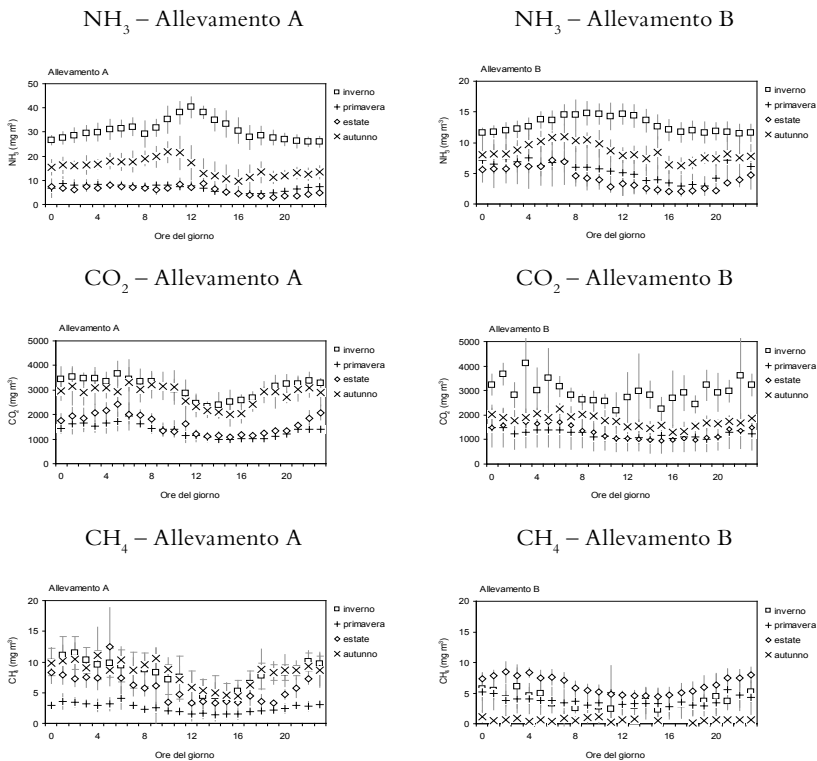 NH₃ – Allevamento A
Allevamento A
50
40
30
20
10
0
NH₃ (mg m³)
0 4 8 12 16 20
Ore del giorno
inverno
primavera
estate
autunno
NH₃ – Allevamento B
Allevamento B
20
15
10
5
0
NH₃ (mg m³)
0 4 8 12 16 20
Ore del giorno
inverno
primavera
estate
autunno
CO₂ – Allevamento A
Allevamento A
5000
4000
3000
2000
1000
0
CO₂ (mg m³)
0 4 8 12 16 20
Ore del giorno
inverno
primavera
estate
autunno
CO₂ – Allevamento B
Allevamento B
5000
4000
3000
2000
1000
0
CO₂ (mg m³)
0 4 8 12 16 20
Ore del giorno
inverno
primavera
estate
autunno
CH₄ – Allevamento A
Allevamento A
20
15
10
5
0
CH₄ (mg m³)
0 4 8 12 16 20
Ore del giorno
inverno
primavera
estate
autunno
CH₄ – Allevamento B
Allevamento B
20
15
10
5
0
CH₄ (mg m³)
0 4 8 12 16 20
Ore del giorno
inverno
primavera
estate
autunno